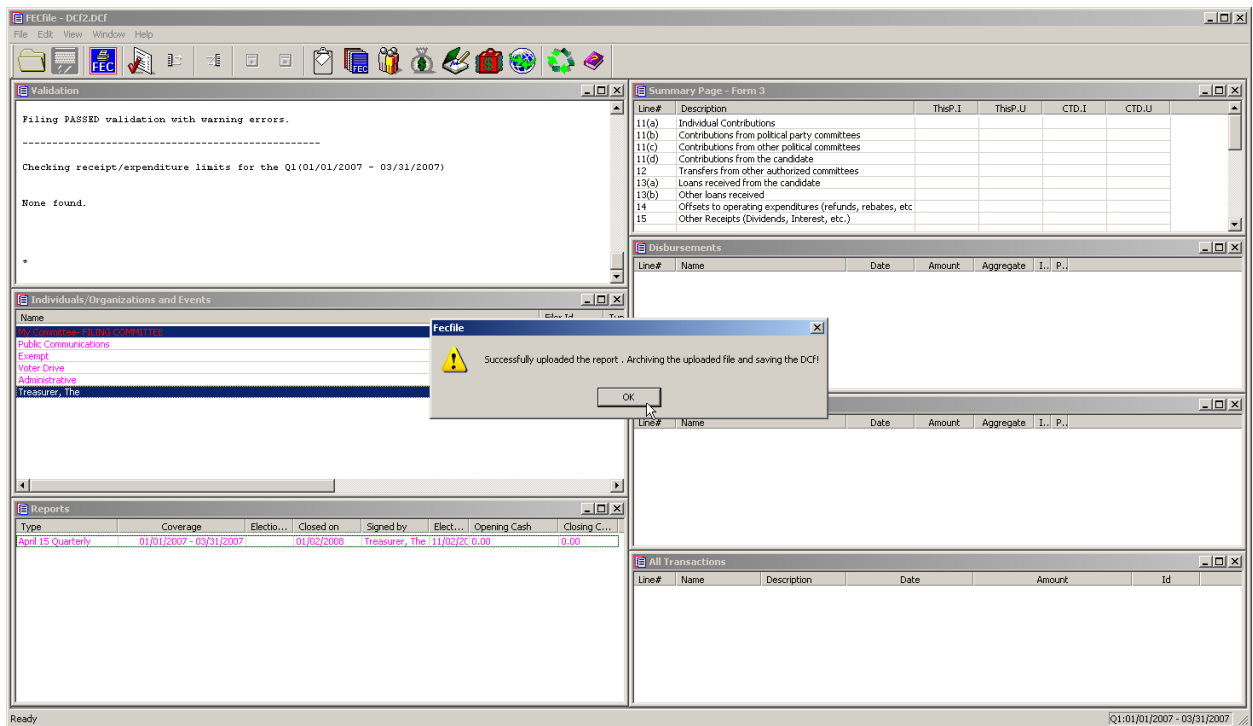 FECfile - DCf2.DCf
File Edit View Window Help
FEC
FEC
Validation
Filing PASSED validation with warning errors.
--------------------------------------------------
Checking receipt/expenditure limits for the Q1(01/01/2007 - 03/31/2007)
None found.
*
Individuals/Organizations and Events
Name Filer Id Typ
My Committee- FILING COMMITTEE
Public Communications
Exempt
Voter Drive
Administrative
Treasurer, The
Reports
Type Coverage Electio... Closed on Signed by Elect... Opening Cash Closing C...
April 15 Quarterly 01/01/2007 - 03/31/2007 01/02/2008 Treasurer, The 11/02/20 0.00 0.00
Summary Page - Form 3
Line# Description ThisP.I ThisP.U CTD.I CTD.U
11(a) Individual Contributions
11(b) Contributions from political party committees
11(c) Contributions from other political committees
11(d) Contributions from the candidate
12 Transfers from other authorized committees
13(a) Loans received from the candidate
13(b) Other loans received
14 Offsets to operating expenditures (refunds, rebates, etc
15 Other Receipts (Dividends, Interest, etc.)
Disbursements
Line# Name Date Amount Aggregate I.. P..
Fecfile
Successfully uploaded the report . Archiving the uploaded file and saving the DCf!
OK
Line# Name Date Amount Aggregate I.. P..
All Transactions
Line# Name Description Date Amount Id
Ready
Q1:01/01/2007 - 03/31/2007